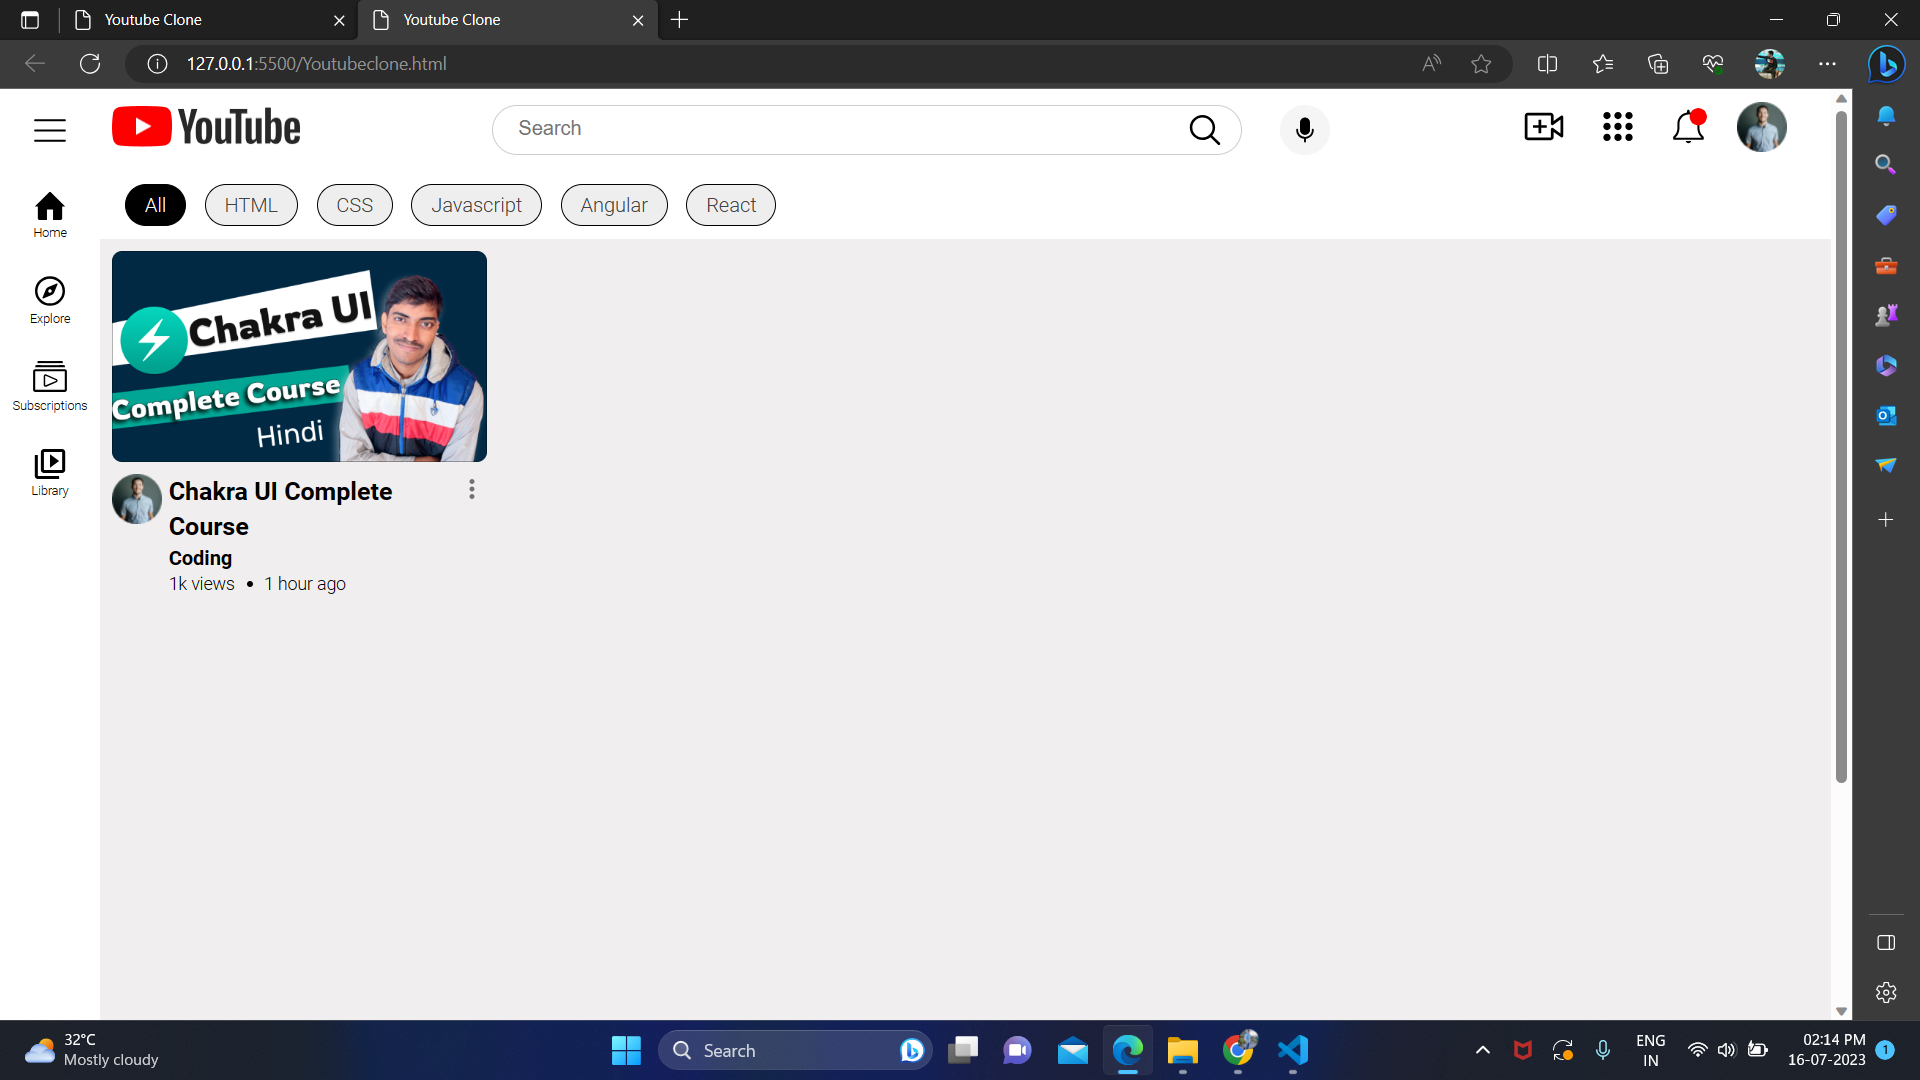 Youtube Clone
Youtube Clone
127.0.0.1:5500/Youtubeclone.html
YouTube
Search
All
HTML
CSS
Javascript
Angular
React
Home
Explore
Subscriptions
Library
Chakra UI
Complete Course
Hindi
Chakra UI Complete
Course
Coding
1k views • 1 hour ago
32°C
Mostly cloudy
Search
ENG
IN
02:14 PM
16-07-2023
1